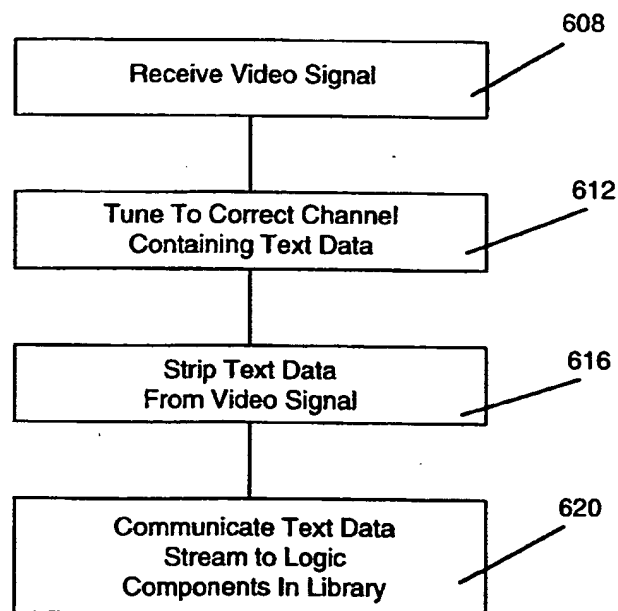 608
Receive Video Signal
612
Tune To Correct Channel
Containing Text Data
616
Strip Text Data
From Video Signal
620
Communicate Text Data
Stream to Logic
Components In Library